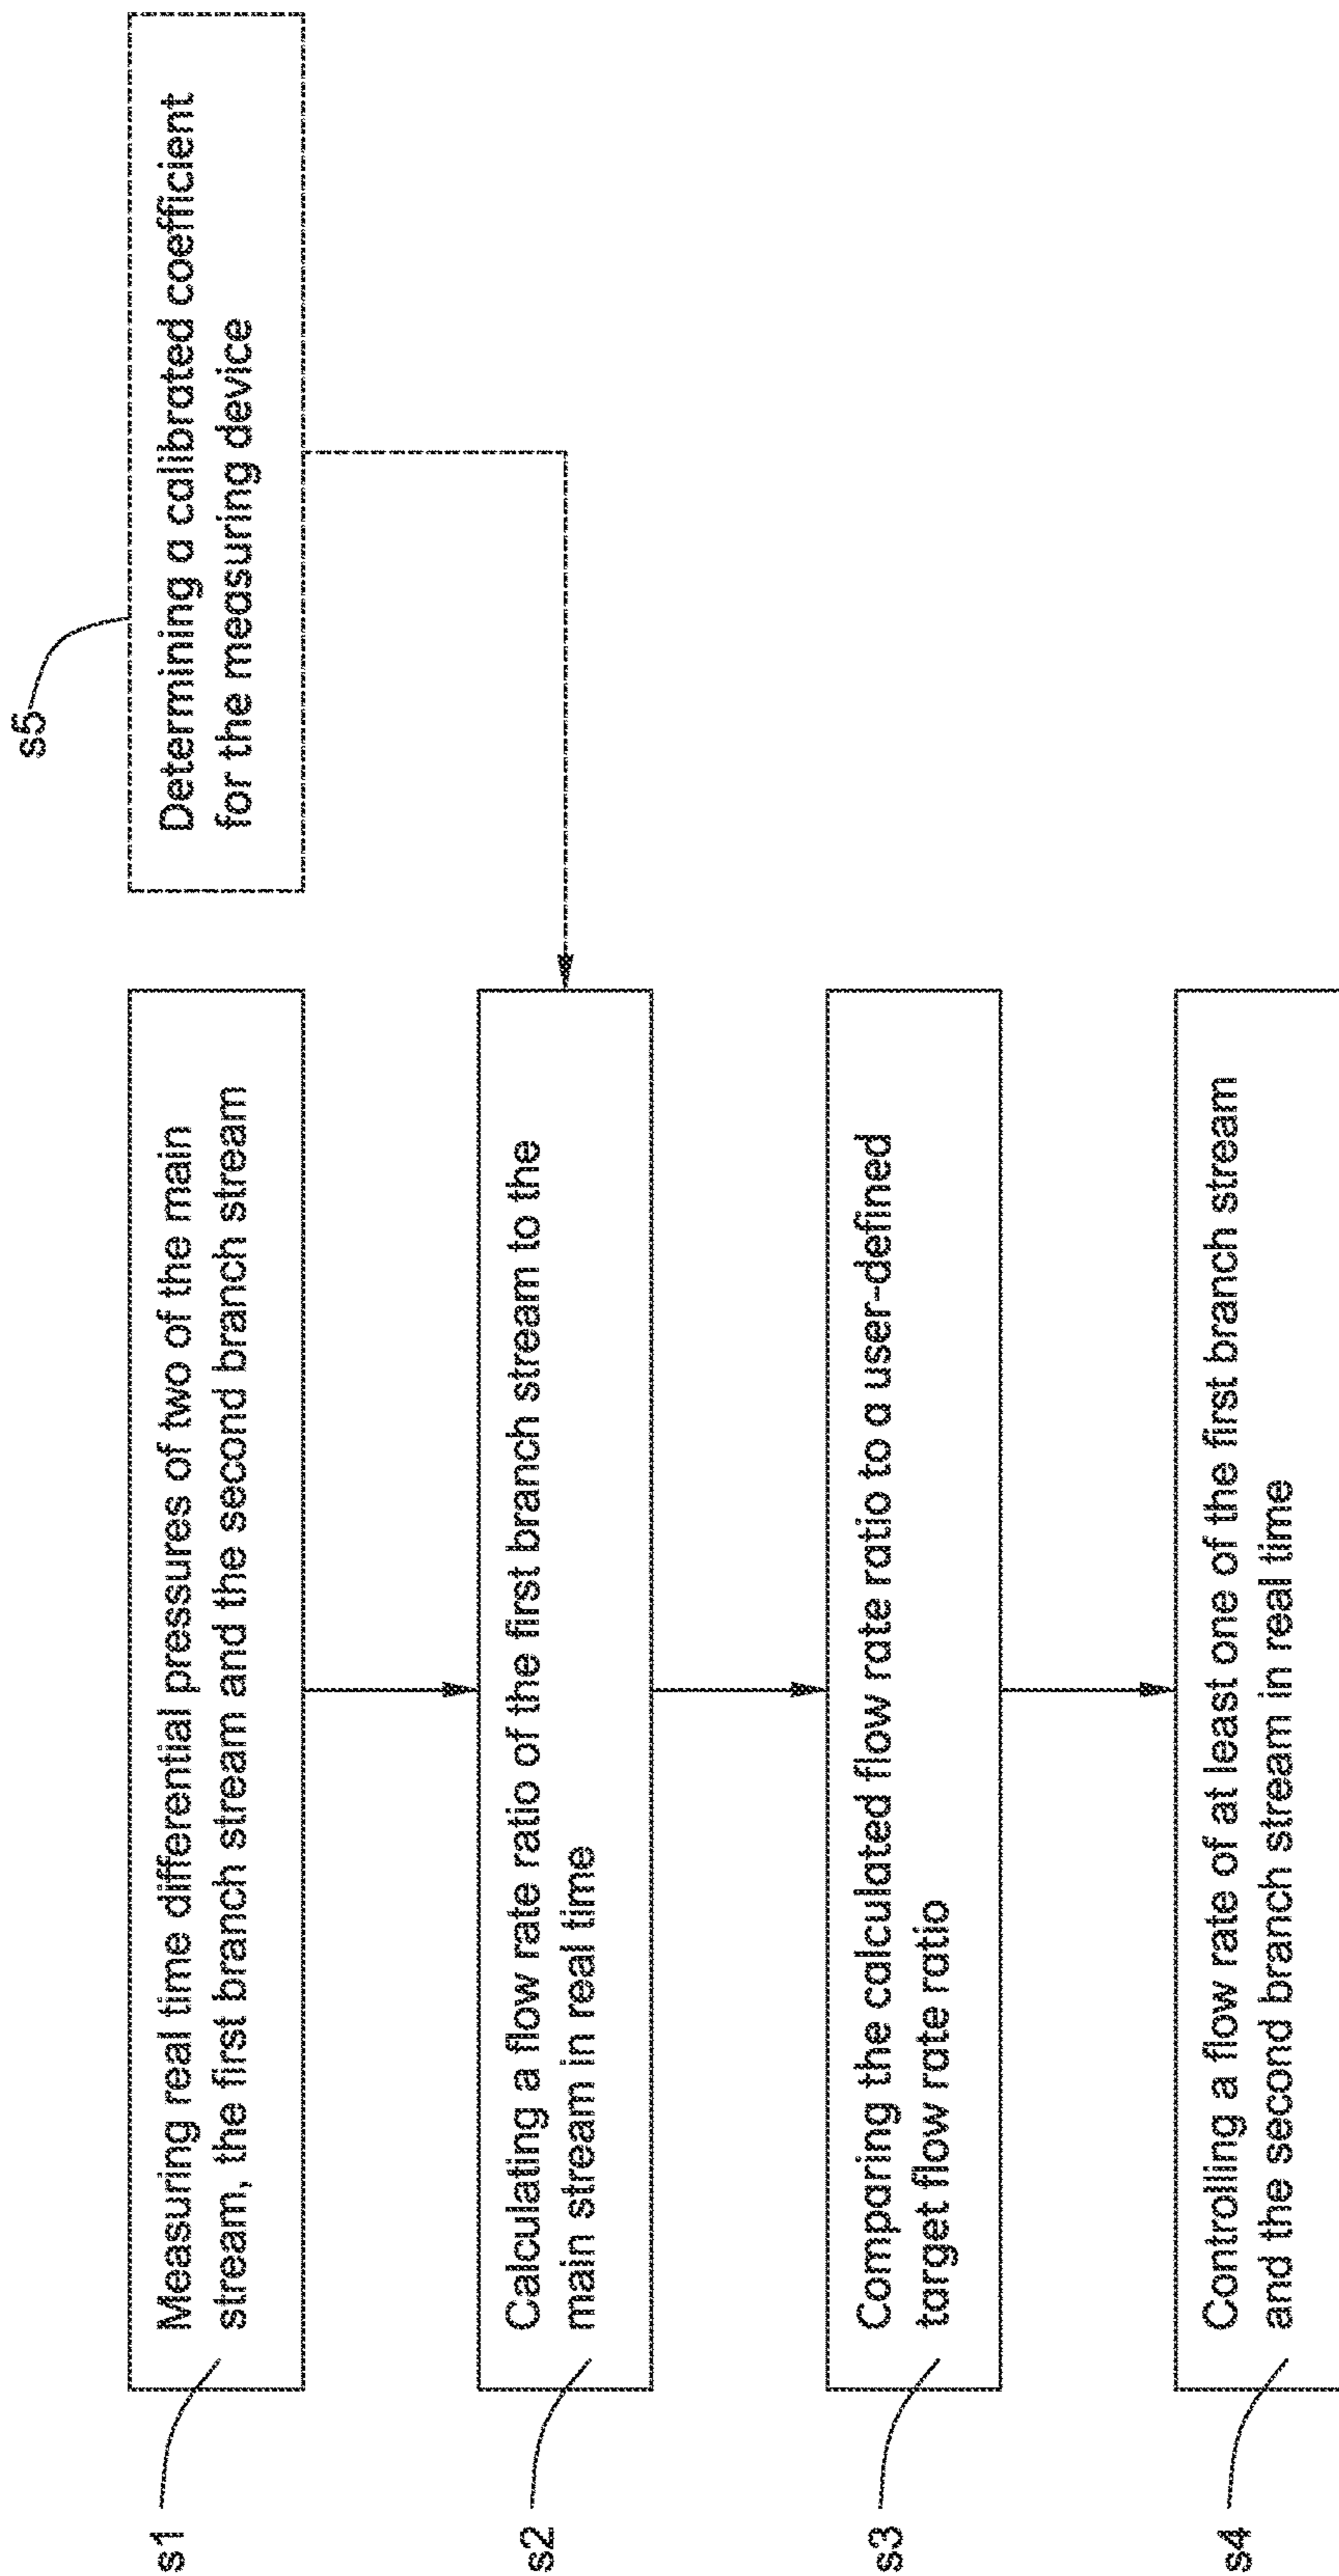 s1
Measuring real time differential pressures of two of the main
stream, the first branch stream and the second branch stream
s5
Determining a calibrated coefficient
for the measuring device
s2
Calculating a flow rate ratio of the first branch stream to the
main stream in real time
s3
Comparing the calculated flow rate ratio to a user-defined
target flow rate ratio
s4
Controlling a flow rate of at least one of the first branch stream
and the second branch stream in real time